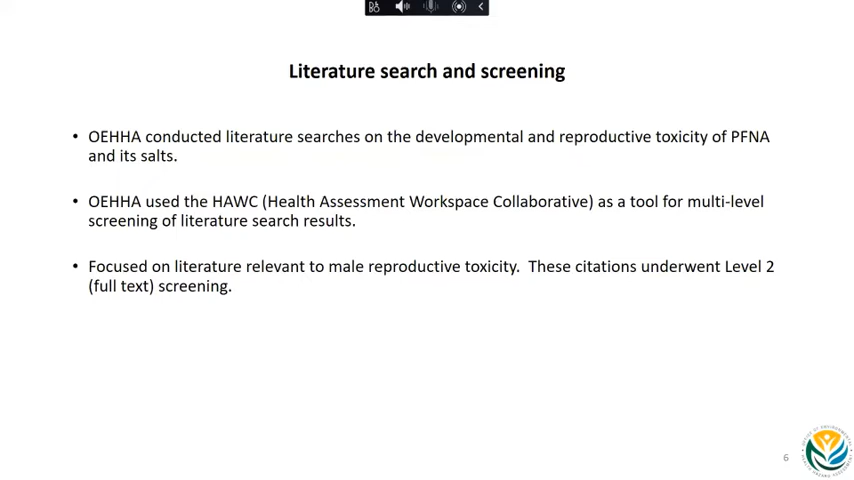 Literature search and screening
• OEHHA conducted literature searches on the developmental and reproductive toxicity of PFNA
and its salts.
• OEHHA used the HAWC (Health Assessment Workspace Collaborative) as a tool for multi-level
screening of literature search results.
• Focused on literature relevant to male reproductive toxicity.  These citations underwent Level 2
(full text) screening.
6